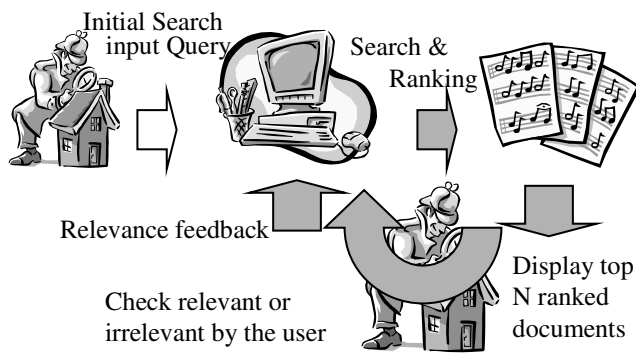 Initial Search
input Query
Search &
Ranking
Relevance feedback
Display top
N ranked
documents
Check relevant or
irrelevant by the user